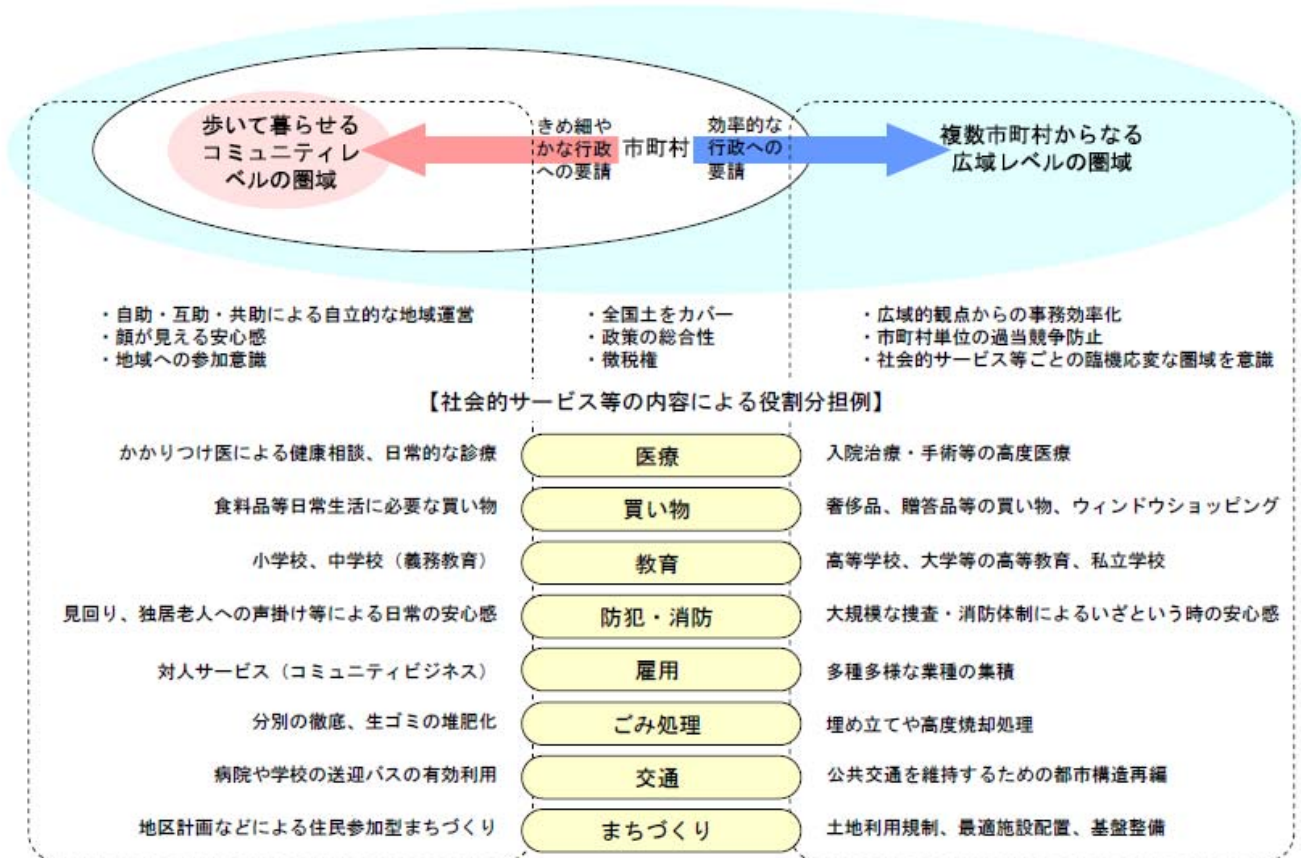 歩いて暮らせる
コミュニティレ
ベルの圏域
きめ細や
かな行政
への要請
市町村
効率的な
行政への
要請
複数市町村からなる
広域レベルの圏域
・自助・互助・共助による自立的な地域運営
・顔が見える安心感
・地域への参加意識
・全国土をカバー
・政策の総合性
・徴税権
・広域的観点からの事務効率化
・市町村単位の過当競争防止
・社会的サービス等ごとの臨機応変な圏域を意識
【社会的サービス等の内容による役割分担例】
かかりつけ医による健康相談、日常的な診療
医療
入院治療・手術等の高度医療
食料品等日常生活に必要な買い物
買い物
奢侈品、贈答品等の買い物、ウィンドウショッピング
小学校、中学校（義務教育）
教育
高等学校、大学等の高等教育、私立学校
見回り、独居老人への声掛け等による日常の安心感
防犯・消防
大規模な捜査・消防体制によるいざという時の安心感
対人サービス（コミュニティビジネス）
雇用
多種多様な業種の集積
分別の徹底、生ゴミの堆肥化
ごみ処理
埋め立てや高度焼却処理
病院や学校の送迎バスの有効利用
交通
公共交通を維持するための都市構造再編
地区計画などによる住民参加型まちづくり
まちづくり
土地利用規制、最適施設配置、基盤整備